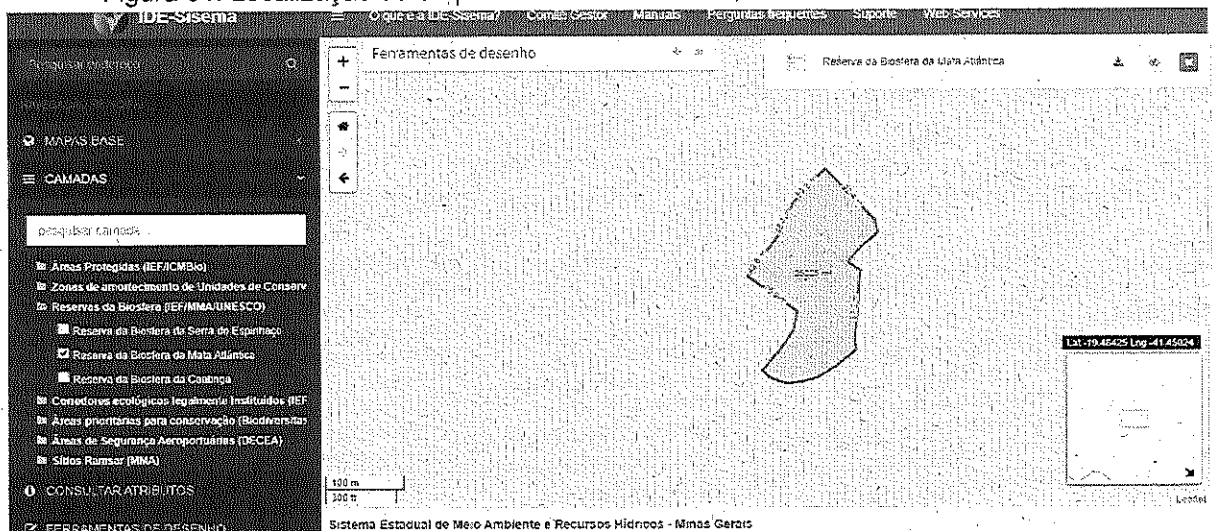 IDE-Sisema
O que é a IDE-Sisema?
Comitê Gestor
Manuais
Perguntas frequentes
Suporte
Web Services
Pesquisar endereço
Ferramentas de desenho
Reserva da Biosfera da Mata Atlântica
MAPAS BASE
CAMADAS
pesquisar camada...
Áreas Protegidas (IEF/ICMBio)
Zonas de amortecimento de Unidades de Conserv
Reservas da Biosfera (IEF/MMA/UNESCO)
Reserva da Biosfera da Serra do Espinhaço
Reserva da Biosfera da Mata Atlântica
Reserva da Biosfera da Caatinga
Corredores ecológicos legalmente instituídos (IEF
Áreas prioritárias para conservação (Biodiversitas
Áreas de Segurança Aeroportuárias (DECEA)
Sítios Ramsar (MMA)
CONSULTAR ATRIBUTOS
FERRAMENTAS DE DESENHO
Lat -19.48425 Lng -41.45024
100 m
300 ft
Leaflet
Sistema Estadual de Meio Ambiente e Recursos Hídricos - Minas Gerais